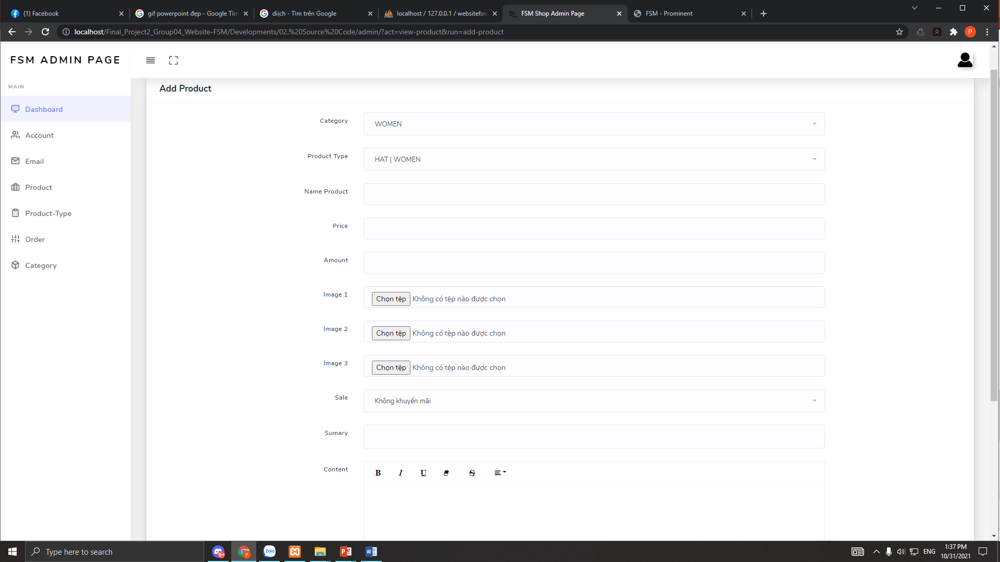 (1) Facebook
gif powerpoint đẹp - Google Tìm
diịch - Tìm trên Google
localhost / 127.0.0.1 / websitefsm
FSM Shop Admin Page
FSM - Prominent
localhost/Final_Project2_Group04_Website-FSM/Developments/02.%20Source%20Code/admin/?act=view-product&run=add-product
P
FSM ADMIN PAGE
MAIN
Dashboard
Account
Email
Product
Product-Type
Order
Category
Add Product
Category
WOMEN
Product Type
HAT | WOMEN
Name Product
Price
Amount
Image 1
Chọn tệp Không có tệp nào được chọn
Image 2
Chọn tệp Không có tệp nào được chọn
Image 3
Chọn tệp Không có tệp nào được chọn
Sale
Không khuyến mãi
Sumary
Content
B I U S
Type here to search
9+
P
Zalo
ENG
1:37 PM
10/31/2021